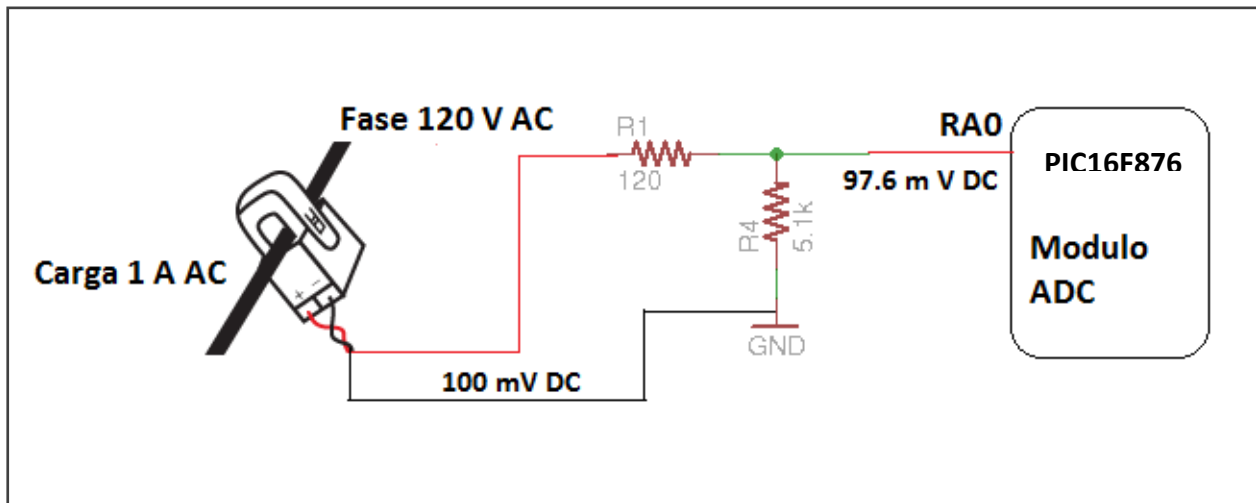 Fase 120 V AC
R1
120
RA0
PIC16F876
97.6 m V DC
R4
5.1k
Modulo
ADC
Carga 1 A AC
+
-
GND
100 mV DC